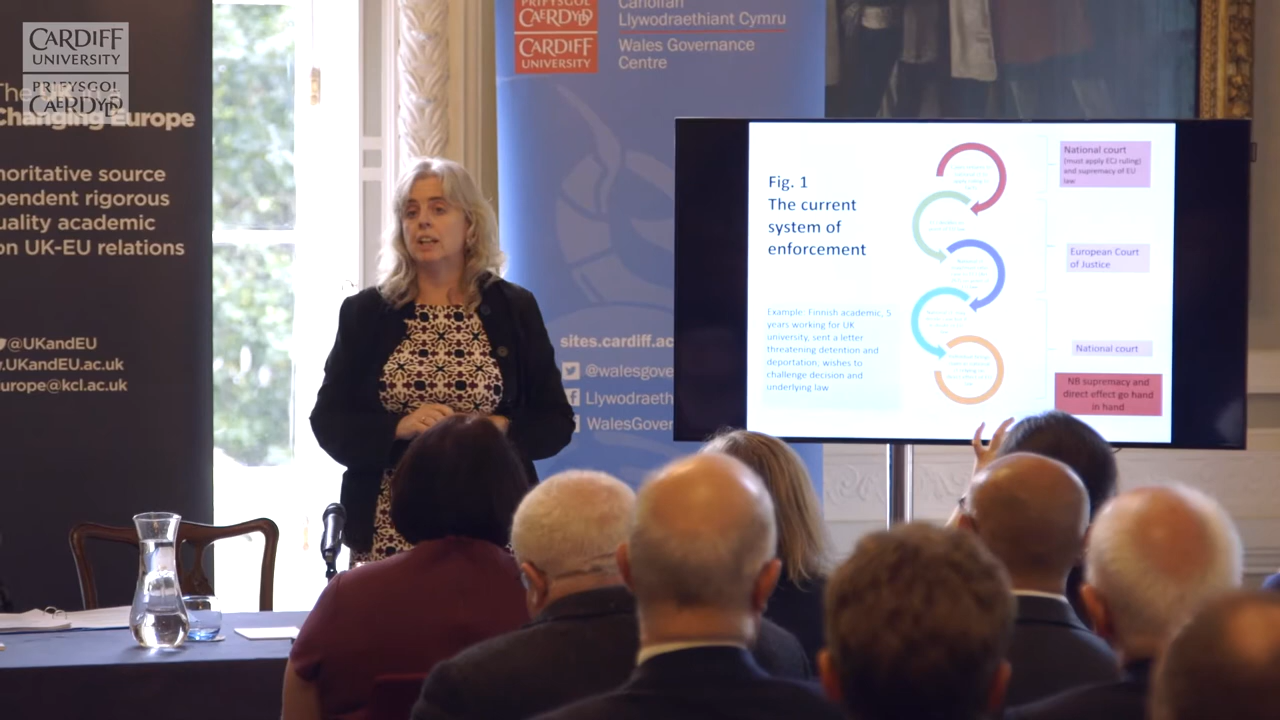 CARDIFF
UNIVERSITY
PRIFYSGOL
CAERDYDD
Changing Europe
noritative source
pendent rigorous
uality academic
on UK-EU relations
@UKandEU
.UKandEU.ac.uk
urope@kcl.ac.uk
PRIFYSGOL
CAERDYDD
CARDIFF
UNIVERSITY
Canolfan
Llywodraethiant Cymru
Wales Governance
Centre
sites.cardiff.ac
@walesgove
Llywodraeth
WalesGover
Fig. 1
The current
system of
enforcement
Example: Finnish academic, 5
years working for UK
university, sent a letter
threatening detention and
deportation, wishes to
challenge decision and
underlying law
National court
(must apply ECJ ruling)
and supremacy of EU
law
European Court
of Justice
National court
NB supremacy and
direct effect go hand
in hand